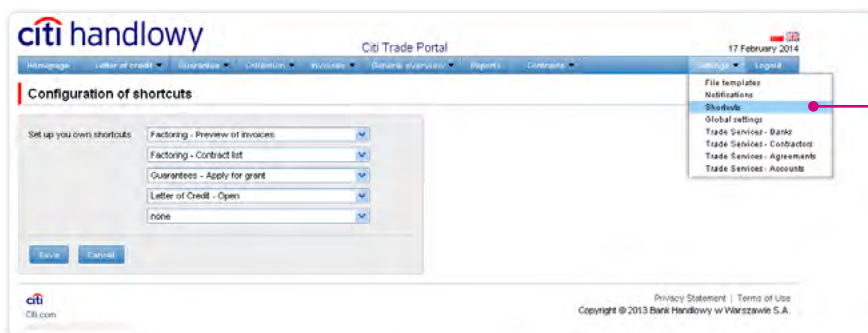 citi handlowy
Citi Trade Portal
17 February 2014
Homepage Letter of credit Guarantee Collection Invoices General overview Reports Contracts Settings Logout
Configuration of shortcuts
File templates
Notifications
Shortcuts
Global settings
Trade Services - Banks
Trade Services - Contractors
Trade Services - Agreements
Trade Services - Accounts
Set up you own shortcuts
Factoring - Preview of invoices
Factoring - Contract list
Guarantees - Apply for grant
Letter of Credit - Open
none
Save Cancel
citi
Citi.com
Privacy Statement | Terms of Use
Copyright © 2013 Bank Handlowy w Warszawie S.A.